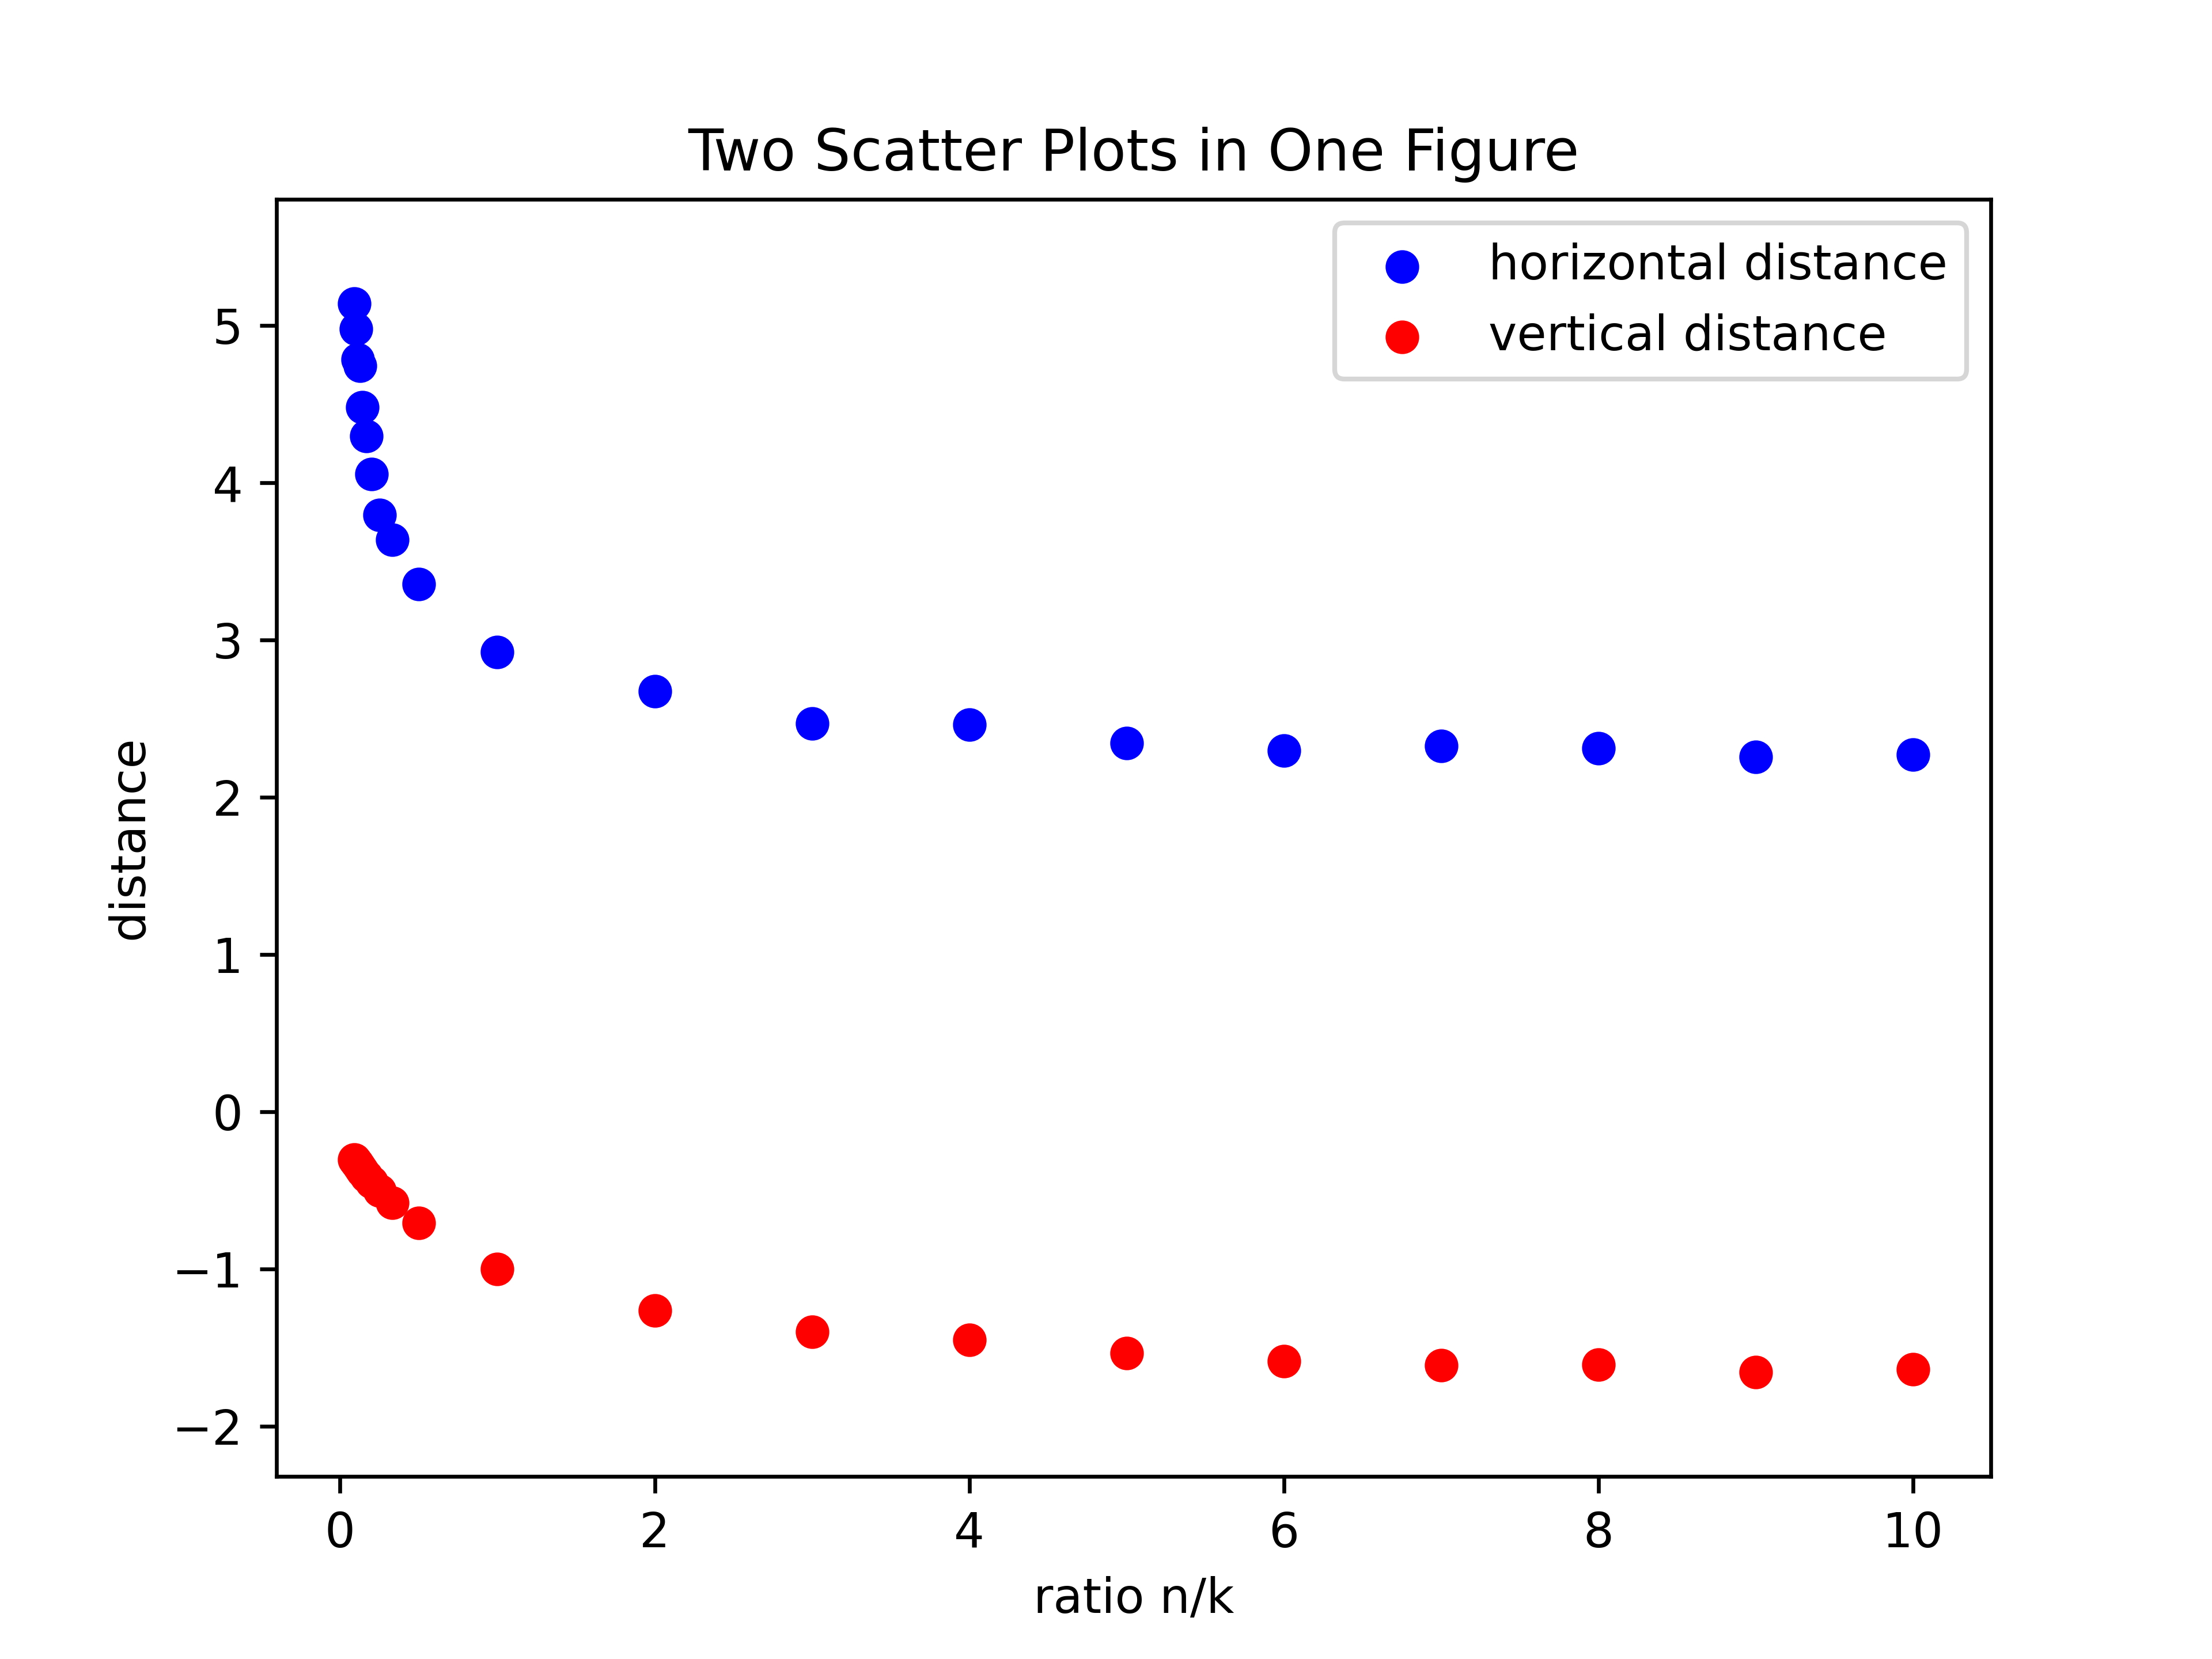 Two Scatter Plots in One Figure
horizontal distance
vertical distance
5
4
3
2
1
0
−1
−2
distance
0 2 4 6 8 10
ratio n/k